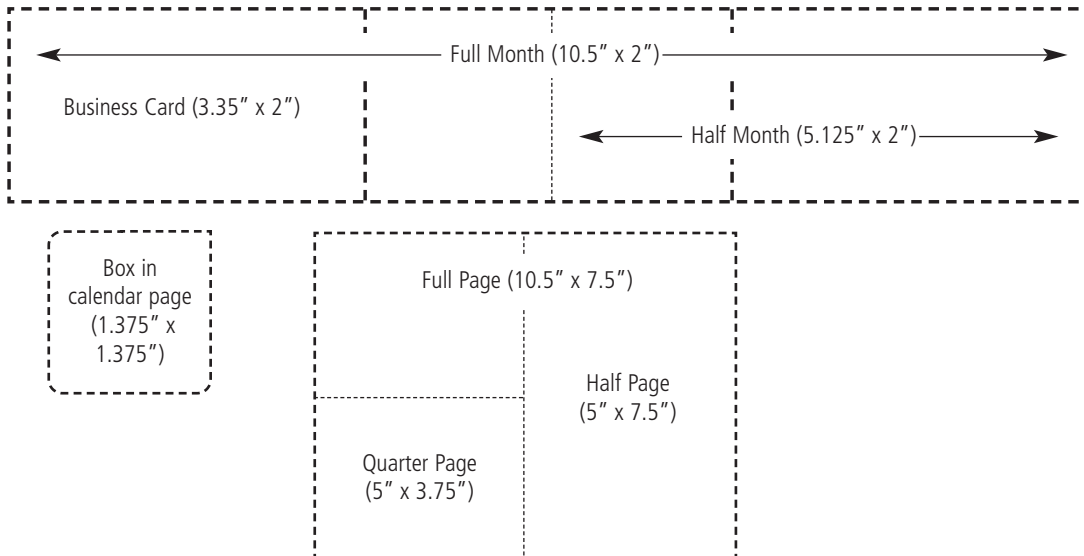 Full Month (10.5” x 2”)
Business Card (3.35” x 2”)
Half Month (5.125” x 2”)
Box in
calendar page
(1.375” x
1.375”)
Full Page (10.5” x 7.5”)
Half Page
(5” x 7.5”)
Quarter Page
(5” x 3.75”)